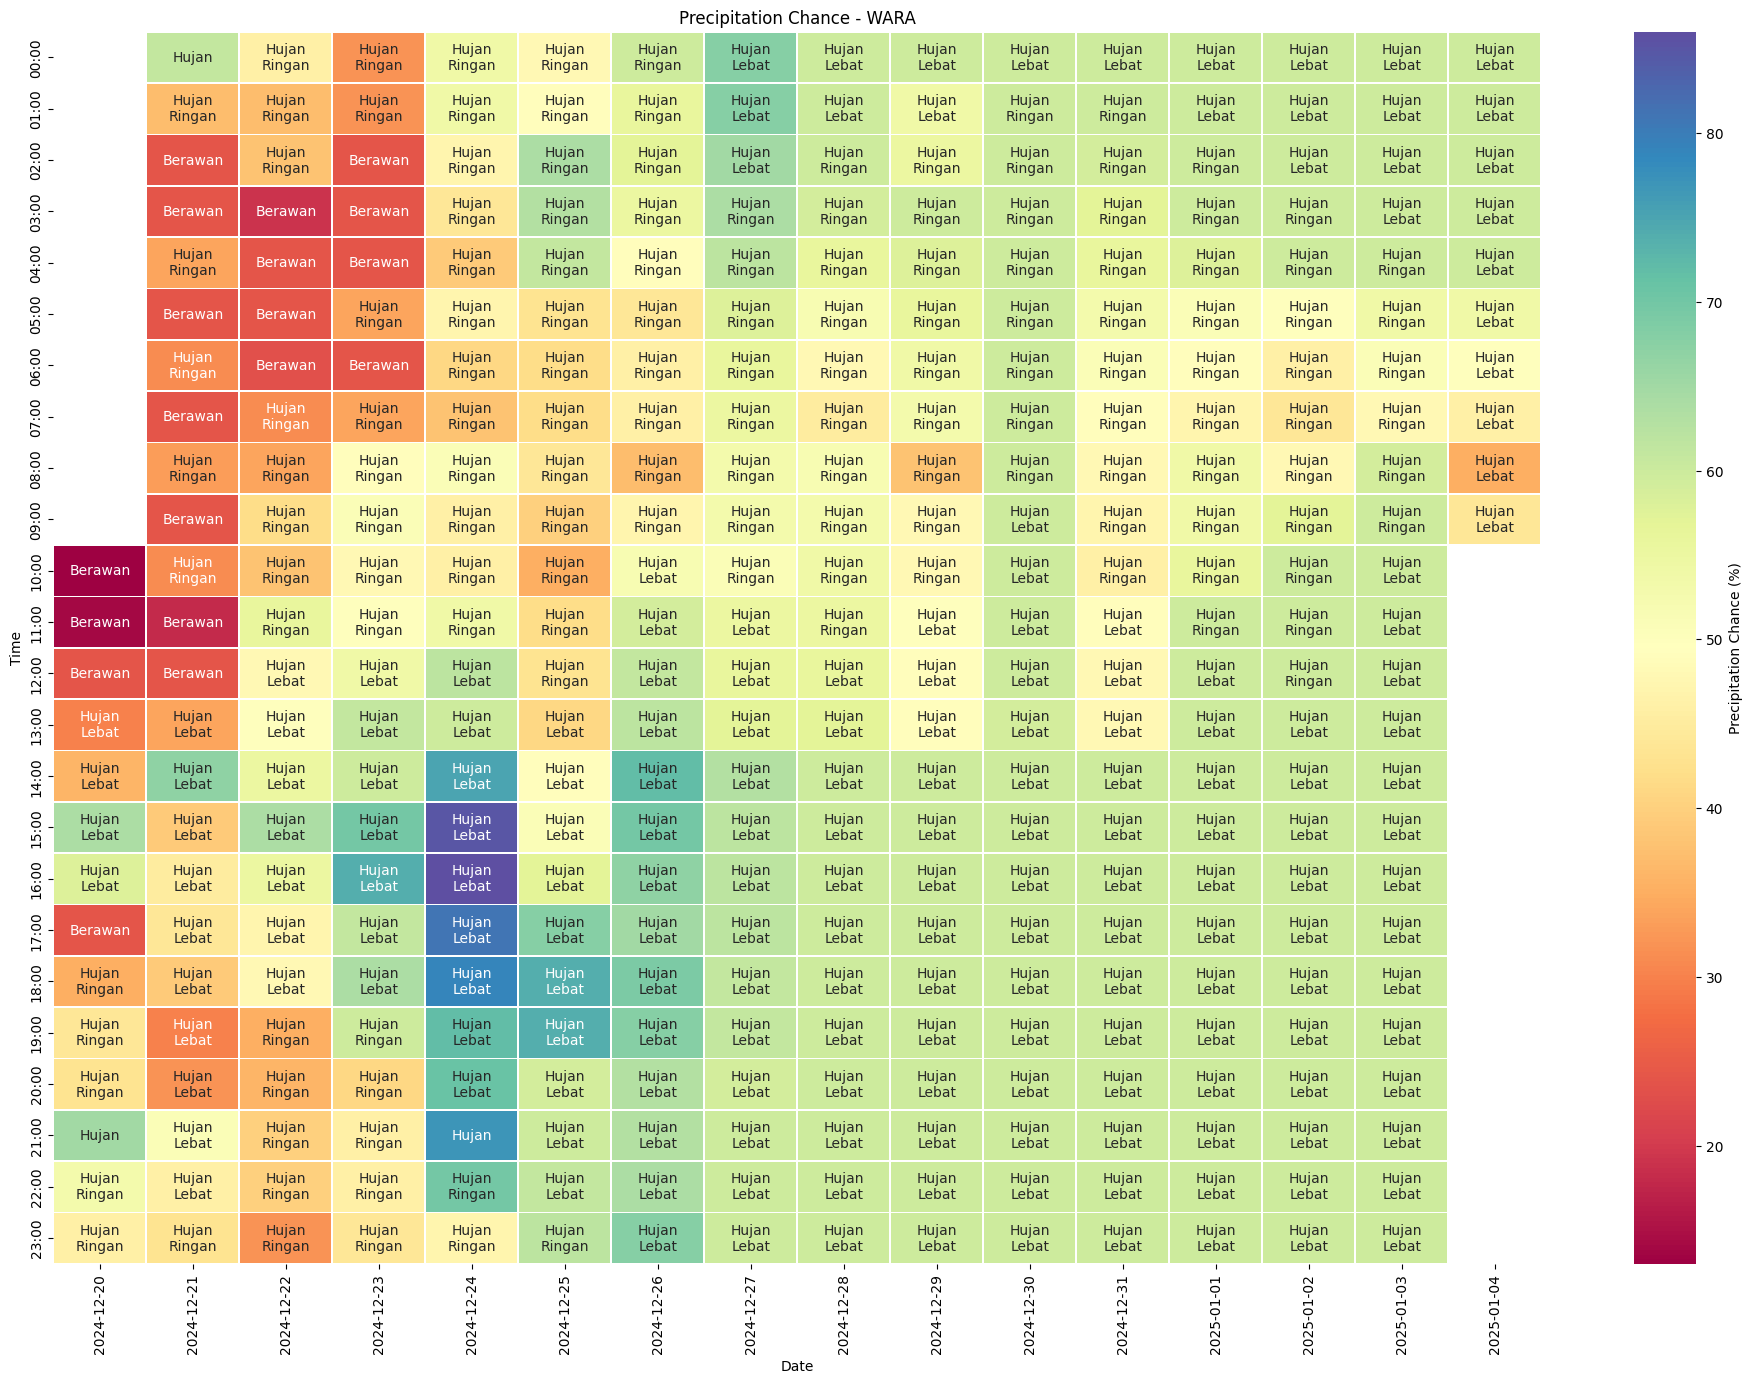 Precipitation Chance - WARA
00:00 Hujan Hujan Ringan Hujan Ringan Hujan Ringan Hujan Ringan Hujan Ringan Hujan Lebat Hujan Lebat Hujan Lebat Hujan Lebat Hujan Lebat Hujan Lebat Hujan Lebat Hujan Lebat Hujan Lebat
01:00 Hujan Ringan Hujan Ringan Hujan Ringan Hujan Ringan Hujan Ringan Hujan Ringan Hujan Lebat Hujan Lebat Hujan Lebat Hujan Ringan Hujan Ringan Hujan Lebat Hujan Lebat Hujan Lebat Hujan Lebat
02:00 Berawan Hujan Ringan Berawan Hujan Ringan Hujan Ringan Hujan Ringan Hujan Lebat Hujan Ringan Hujan Ringan Hujan Ringan Hujan Ringan Hujan Ringan Hujan Lebat Hujan Lebat Hujan Lebat
03:00 Berawan Berawan Berawan Hujan Ringan Hujan Ringan Hujan Ringan Hujan Ringan Hujan Ringan Hujan Ringan Hujan Ringan Hujan Ringan Hujan Ringan Hujan Ringan Hujan Lebat Hujan Lebat
04:00 Hujan Ringan Berawan Berawan Hujan Ringan Hujan Ringan Hujan Ringan Hujan Ringan Hujan Ringan Hujan Ringan Hujan Ringan Hujan Ringan Hujan Ringan Hujan Ringan Hujan Ringan Hujan Lebat
05:00 Berawan Berawan Hujan Ringan Hujan Ringan Hujan Ringan Hujan Ringan Hujan Ringan Hujan Ringan Hujan Ringan Hujan Ringan Hujan Ringan Hujan Ringan Hujan Ringan Hujan Ringan Hujan Lebat
06:00 Hujan Ringan Berawan Berawan Hujan Ringan Hujan Ringan Hujan Ringan Hujan Ringan Hujan Ringan Hujan Ringan Hujan Ringan Hujan Ringan Hujan Ringan Hujan Ringan Hujan Ringan Hujan Lebat
07:00 Berawan Hujan Ringan Hujan Ringan Hujan Ringan Hujan Ringan Hujan Ringan Hujan Ringan Hujan Ringan Hujan Ringan Hujan Ringan Hujan Ringan Hujan Ringan Hujan Ringan Hujan Ringan Hujan Lebat
08:00 Hujan Ringan Hujan Ringan Hujan Ringan Hujan Ringan Hujan Ringan Hujan Ringan Hujan Ringan Hujan Ringan Hujan Ringan Hujan Ringan Hujan Ringan Hujan Ringan Hujan Ringan Hujan Ringan Hujan Lebat
09:00 Berawan Hujan Ringan Hujan Ringan Hujan Ringan Hujan Ringan Hujan Ringan Hujan Ringan Hujan Ringan Hujan Ringan Hujan Lebat Hujan Ringan Hujan Ringan Hujan Ringan Hujan Ringan Hujan Lebat
10:00 Berawan Hujan Ringan Hujan Ringan Hujan Ringan Hujan Ringan Hujan Ringan Hujan Lebat Hujan Ringan Hujan Ringan Hujan Ringan Hujan Lebat Hujan Ringan Hujan Ringan Hujan Ringan Hujan Lebat
11:00 Berawan Berawan Hujan Ringan Hujan Ringan Hujan Ringan Hujan Ringan Hujan Lebat Hujan Lebat Hujan Ringan Hujan Lebat Hujan Lebat Hujan Lebat Hujan Ringan Hujan Ringan Hujan Lebat
12:00 Berawan Berawan Hujan Lebat Hujan Lebat Hujan Lebat Hujan Ringan Hujan Lebat Hujan Lebat Hujan Lebat Hujan Lebat Hujan Lebat Hujan Lebat Hujan Lebat Hujan Ringan Hujan Lebat
13:00 Hujan Lebat Hujan Lebat Hujan Lebat Hujan Lebat Hujan Lebat Hujan Lebat Hujan Lebat Hujan Lebat Hujan Lebat Hujan Lebat Hujan Lebat Hujan Lebat Hujan Lebat Hujan Lebat Hujan Lebat
14:00 Hujan Lebat Hujan Lebat Hujan Lebat Hujan Lebat Hujan Lebat Hujan Lebat Hujan Lebat Hujan Lebat Hujan Lebat Hujan Lebat Hujan Lebat Hujan Lebat Hujan Lebat Hujan Lebat Hujan Lebat
15:00 Hujan Lebat Hujan Lebat Hujan Lebat Hujan Lebat Hujan Lebat Hujan Lebat Hujan Lebat Hujan Lebat Hujan Lebat Hujan Lebat Hujan Lebat Hujan Lebat Hujan Lebat Hujan Lebat Hujan Lebat
16:00 Hujan Lebat Hujan Lebat Hujan Lebat Hujan Lebat Hujan Lebat Hujan Lebat Hujan Lebat Hujan Lebat Hujan Lebat Hujan Lebat Hujan Lebat Hujan Lebat Hujan Lebat Hujan Lebat Hujan Lebat
17:00 Berawan Hujan Lebat Hujan Lebat Hujan Lebat Hujan Lebat Hujan Lebat Hujan Lebat Hujan Lebat Hujan Lebat Hujan Lebat Hujan Lebat Hujan Lebat Hujan Lebat Hujan Lebat Hujan Lebat
18:00 Hujan Ringan Hujan Lebat Hujan Lebat Hujan Lebat Hujan Lebat Hujan Lebat Hujan Lebat Hujan Lebat Hujan Lebat Hujan Lebat Hujan Lebat Hujan Lebat Hujan Lebat Hujan Lebat Hujan Lebat
19:00 Hujan Ringan Hujan Lebat Hujan Ringan Hujan Ringan Hujan Lebat Hujan Lebat Hujan Lebat Hujan Lebat Hujan Lebat Hujan Lebat Hujan Lebat Hujan Lebat Hujan Lebat Hujan Lebat Hujan Lebat
20:00 Hujan Ringan Hujan Lebat Hujan Ringan Hujan Ringan Hujan Lebat Hujan Lebat Hujan Lebat Hujan Lebat Hujan Lebat Hujan Lebat Hujan Lebat Hujan Lebat Hujan Lebat Hujan Lebat Hujan Lebat
21:00 Hujan Hujan Lebat Hujan Ringan Hujan Ringan Hujan Hujan Lebat Hujan Lebat Hujan Lebat Hujan Lebat Hujan Lebat Hujan Lebat Hujan Lebat Hujan Lebat Hujan Lebat Hujan Lebat
22:00 Hujan Ringan Hujan Lebat Hujan Ringan Hujan Ringan Hujan Ringan Hujan Lebat Hujan Lebat Hujan Lebat Hujan Lebat Hujan Lebat Hujan Lebat Hujan Lebat Hujan Lebat Hujan Lebat Hujan Lebat
23:00 Hujan Ringan Hujan Ringan Hujan Ringan Hujan Ringan Hujan Ringan Hujan Ringan Hujan Lebat Hujan Lebat Hujan Lebat Hujan Lebat Hujan Lebat Hujan Lebat Hujan Lebat Hujan Lebat Hujan Lebat
Time
2024-12-20 2024-12-21 2024-12-22 2024-12-23 2024-12-24 2024-12-25 2024-12-26 2024-12-27 2024-12-28 2024-12-29 2024-12-30 2024-12-31 2025-01-01 2025-01-02 2025-01-03 2025-01-04
Date
80
70
60
50
40
30
20
Precipitation Chance (%)